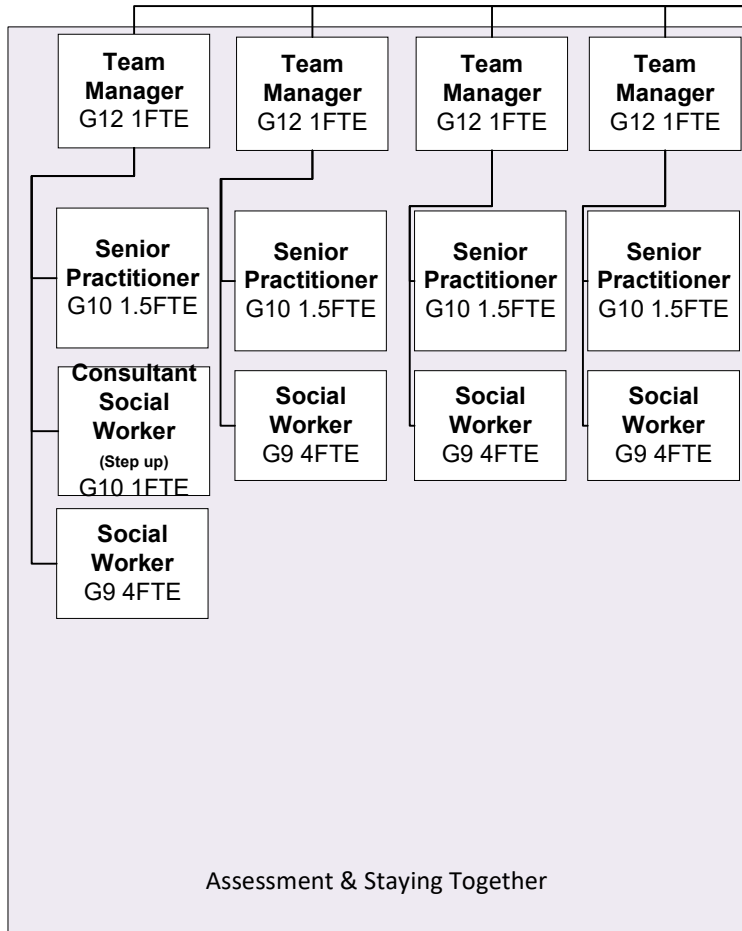 Team
Manager
G12 1FTE
Senior
Practitioner
G10 1.5FTE
Consultant
Social
Worker
(Step up)
G10 1FTE
Social
Worker
G9 4FTE
Team
Manager
G12 1FTE
Senior
Practitioner
G10 1.5FTE
Social
Worker
G9 4FTE
Team
Manager
G12 1FTE
Senior
Practitioner
G10 1.5FTE
Social
Worker
G9 4FTE
Team
Manager
G12 1FTE
Senior
Practitioner
G10 1.5FTE
Social
Worker
G9 4FTE
Assessment & Staying Together